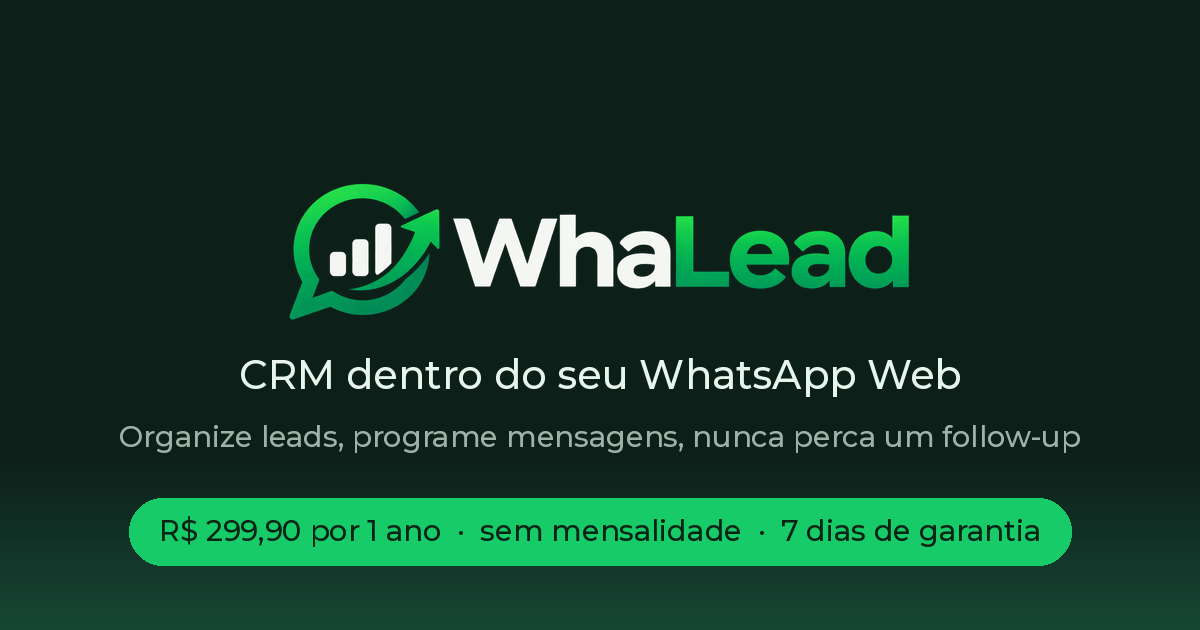 WhaLead
CRM dentro do seu WhatsApp Web
Organize leads, programe mensagens, nunca perca um follow-up
R$ 299,90 por 1 ano · sem mensalidade · 7 dias de garantia